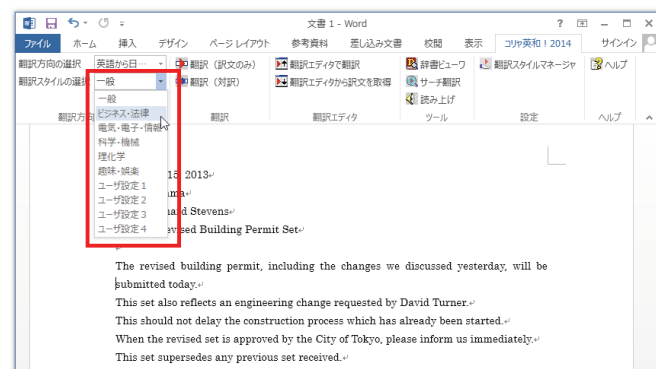 文書 1 - Word
ファイル ホーム 挿入 デザイン ページ レイアウト 参考資料 差し込み文書 校閲 表示 コリャ英和！2014 サインイン
翻訳方向の選択 英語から日… 翻訳（訳文のみ） 翻訳エディタで翻訳 辞書ビューワ 翻訳スタイルマネージャ ヘルプ
翻訳スタイルの選択 一般 翻訳（対訳） 翻訳エディタから訳文を取得 サーチ翻訳
読み上げ
翻訳方向 翻訳 翻訳エディタ ツール 設定 ヘルプ
一般
ビジネス・法律
電気・電子・情報
科学・機械
理化学
趣味・娯楽
ユーザ設定 1
ユーザ設定 2
ユーザ設定 3
ユーザ設定 4
15, 2013
Stevens
Building Permit Set
The revised building permit, including the changes we discussed yesterday, will be
submitted today.
This set also reflects an engineering change requested by David Turner.
This should not delay the construction process which has already been started.
When the revised set is approved by the City of Tokyo, please inform us immediately.
This set supersedes any previous set received.